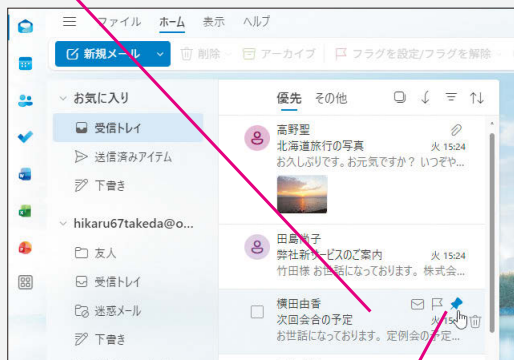 ファイル ホーム 表示 ヘルプ
新規メール 削除 アーカイブ フラグを設定/フラグを解除
お気に入り
受信トレイ
送信済みアイテム
下書き
hikaru67takeda@o...
友人
受信トレイ
迷惑メール
下書き
優先 その他
高野聖
北海道旅行の写真 火 15:24
お久しぶりです。お元気ですか? いつぞや...
田島尚子
弊社新サービスのご案内 火 15:24
竹田様 お世話になっております。株式会...
横田由香
次回会合の予定 火
お世話になっております。定例会の予定...